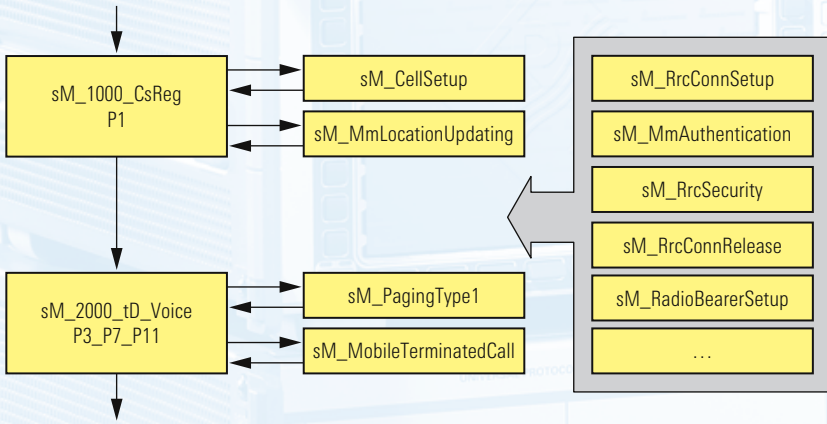 sM_1000_CsReg
P1
sM_CellSetup
sM_MmLocationUpdating
sM_2000_tD_Voice
P3_P7_P11
sM_PagingType1
sM_MobileTerminatedCall
sM_RrcConnSetup
sM_MmAuthentication
sM_RrcSecurity
sM_RrcConnRelease
sM_RadioBearerSetup
...